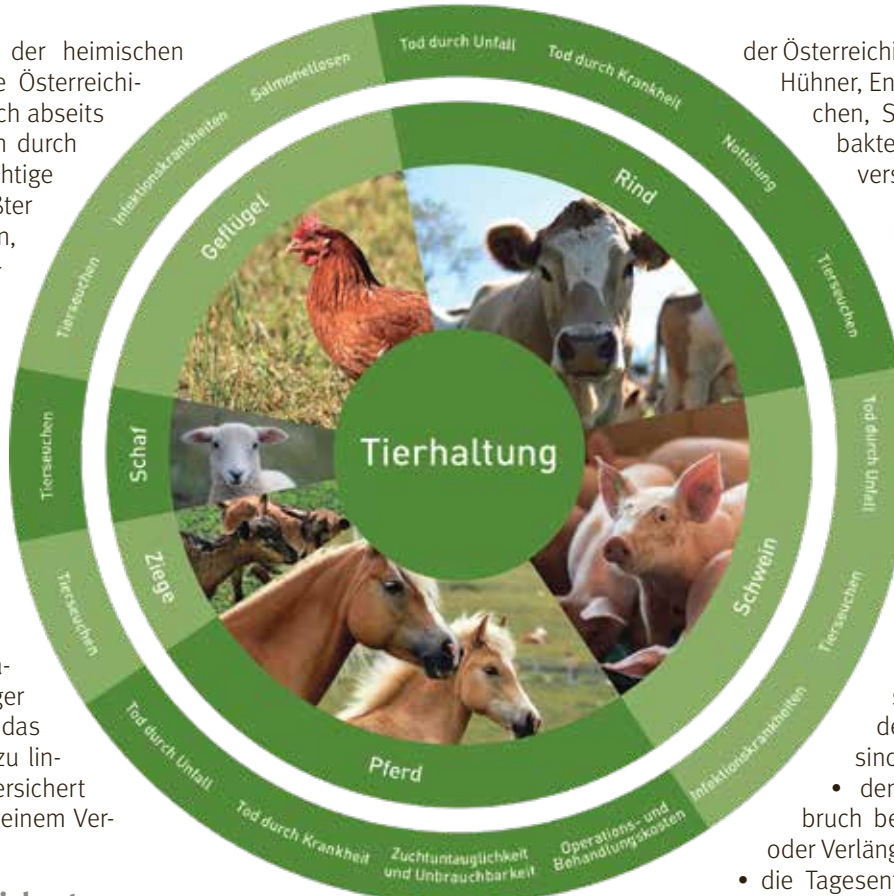 der heimischen
e Österreichi-
ch abseits
n durch
chtige
ßter
n,
-
a-
ger
das
zu lin-
ersichert
einem Ver-
Tierhaltung
Rind
Tod durch Unfall
Tod durch Krankheit
Nottötung
Tierseuchen
Schwein
Tod durch Unfall
Tierseuchen
Infektionskrankheiten
Pferd
Operations- und
Behandlungskosten
Zuchtuntauglichkeit
und Unbrauchbarkeit
Tod durch Krankheit
Tod durch Unfall
Ziege
Tierseuchen
Schaf
Tierseuchen
Geflügel
Tierseuchen
Infektionskrankheiten
Salmonellosen
der Österreichi
Hühner, En
chen, S
bakte
vers
de
sind
• der
bruch be
oder Verläng
• die Tagesent